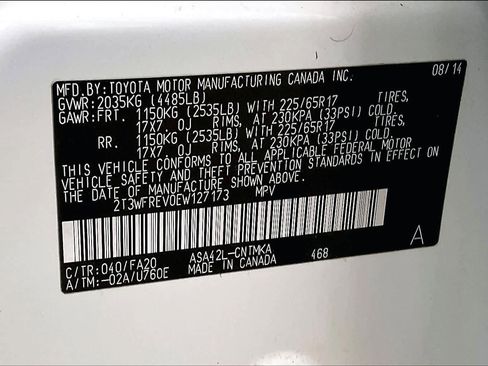 MFD.BY:TOYOTA MOTOR MANUFACTURING CANADA INC. 08/14
GVWR:2035KG (4485LB)
GAWR:FRT. 1150KG (2535LB) WITH 225/65R17 TIRES,
17X7.0J RIMS, AT 230KPA (33PSI) COLD.
RR. 1150KG (2535LB) WITH 225/65R17 TIRES,
17X7.0J RIMS, AT 230KPA (33PSI) COLD.
THIS VEHICLE CONFORMS TO ALL APPLICABLE FEDERAL MOTOR
VEHICLE SAFETY AND THEFT PREVENTION STANDARDS IN EFFECT ON
THE DATE OF MANUFACTURE SHOWN ABOVE.
2T3WFREV0EW127173 MPV
C/TR:040/FA20 ASA42L-CNTMKA 468 A
A/TM:-02A/U760E MADE IN CANADA